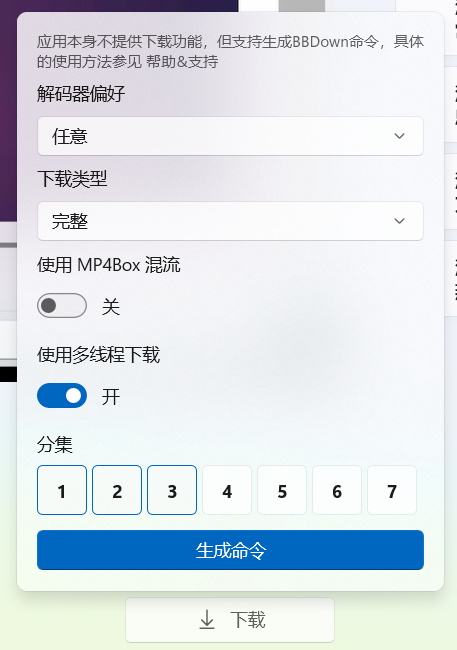 应用本身不提供下载功能，但支持生成BBDown命令，具体
的使用方法参见 帮助&支持
解码器偏好
任意
下载类型
完整
使用 MP4Box 混流
关
使用多线程下载
开
分集
1 2 3 4 5 6 7
生成命令
下载